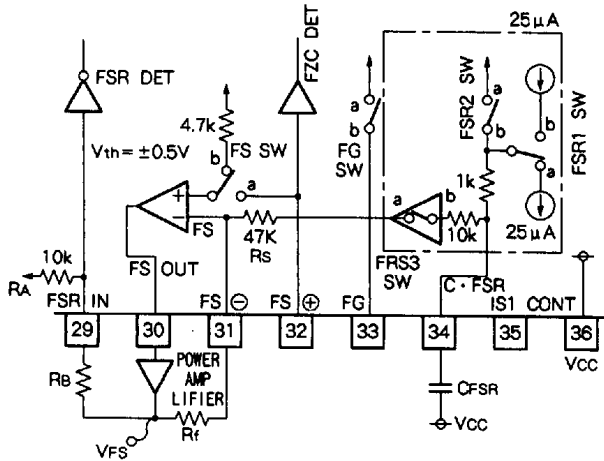 25μA
FSR DET
FZC DET
a
b
FG
SW
FSR2 SW
a
b
FSR1 SW
b
a
4.7k
Vth= ±0.5V
FS SW
b
a
+
−
FS
1k
a
b
10k
25μA
47K
Rs
FRS3
SW
10k
RA
FS OUT
C·FSR
FSR IN
FS ⊖
FS ⊕
FG
IS1 CONT
29
30
31
32
33
34
35
36
RB
POWER
AMP
LIFIER
Rf
VFS
CFSR
VCC
VCC